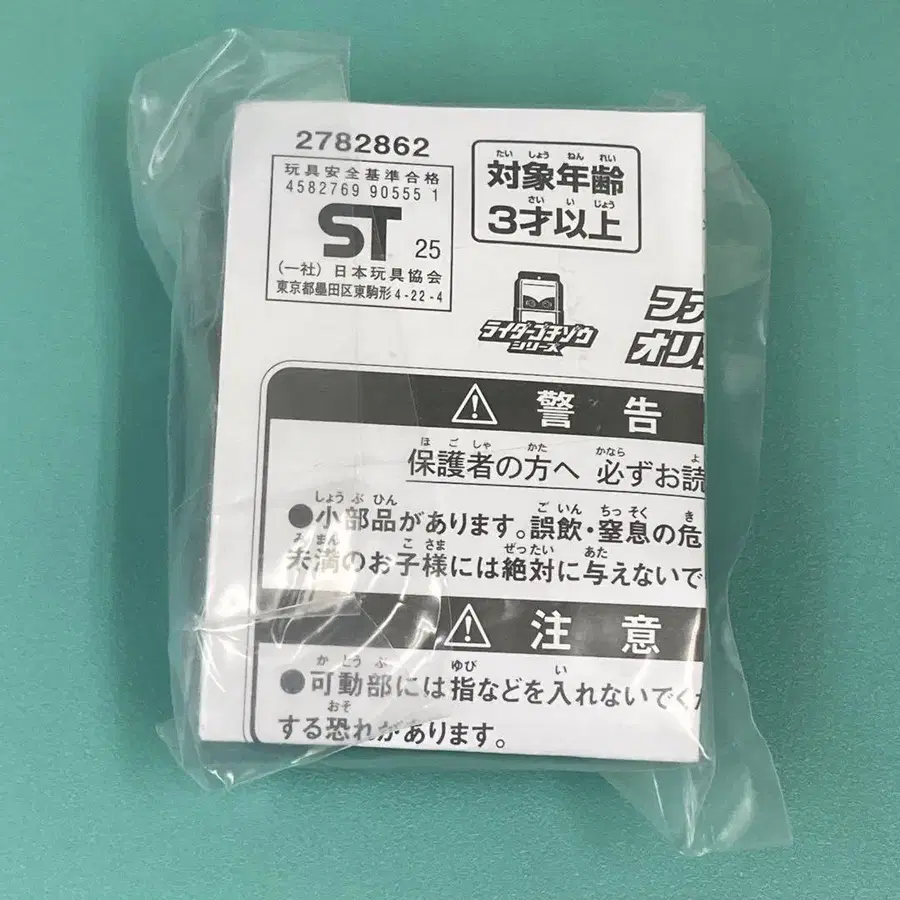 2782862
玩具安全基準合格
4582769 90555 1
ST 25
(一社)日本玩具協会
東京都墨田区東駒形4-22-4
たいしょうねんれい
対象年齢
さいいじょう
3才以上
ライダーゴチゾウ
シリーズ
ファ
オリ
警告
ほごしゃ かた かなら よ
保護者の方へ 必ずお読
しょうぶひん ごいん ちっそく き
●小部品があります。誤飲・窒息の危
みまん こさま ぜったい あた
未満のお子様には絶対に与えないで
注意
かどうぶ ゆび い
●可動部には指などを入れないでくだ
おそ
する恐れがあります。